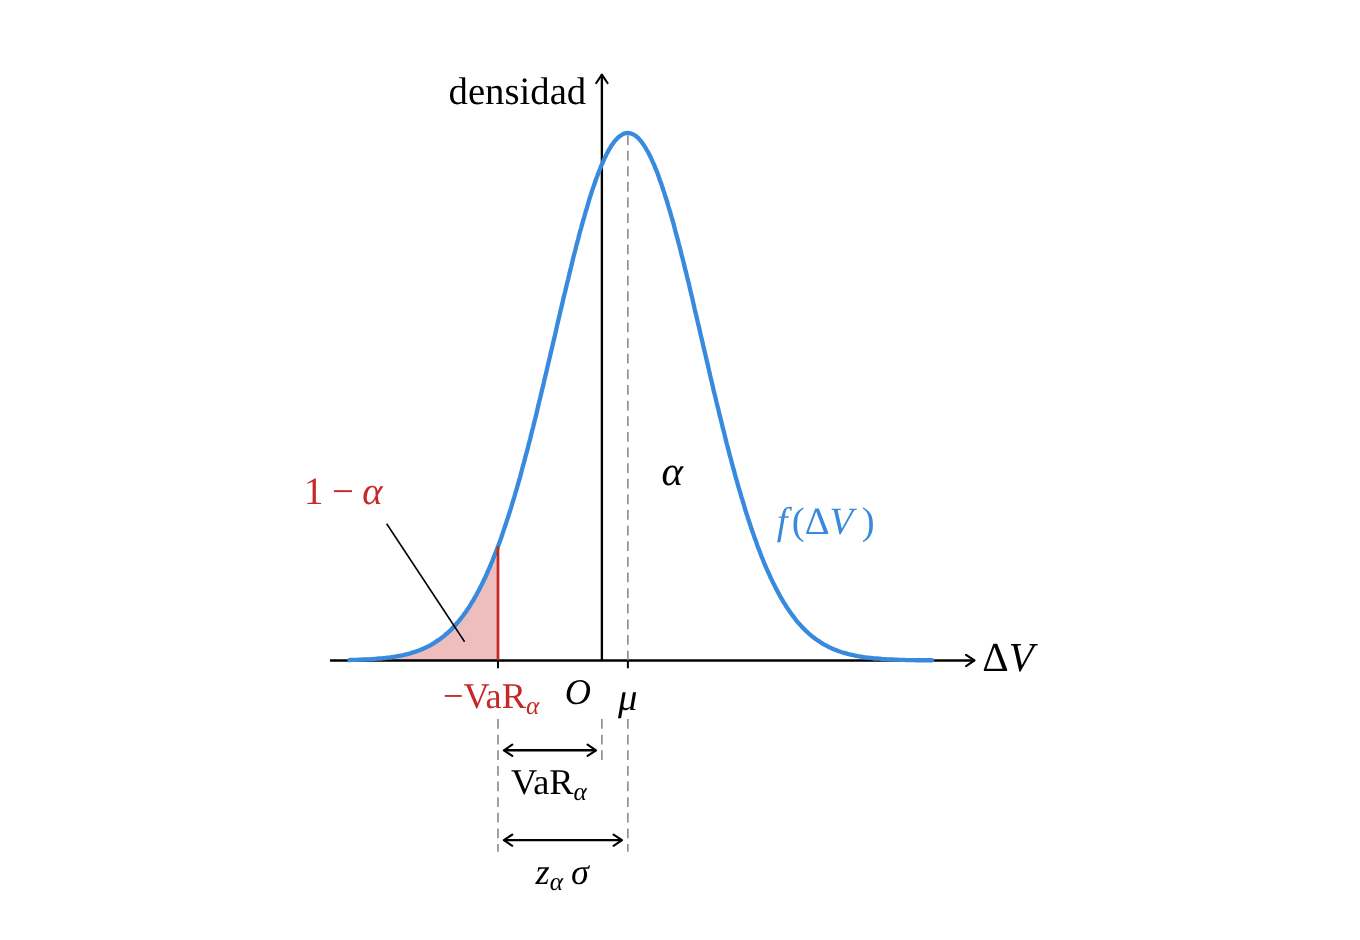 densidad
α
1 − α
f(ΔV)
ΔV
−VaRα O μ
VaRα
zα σ